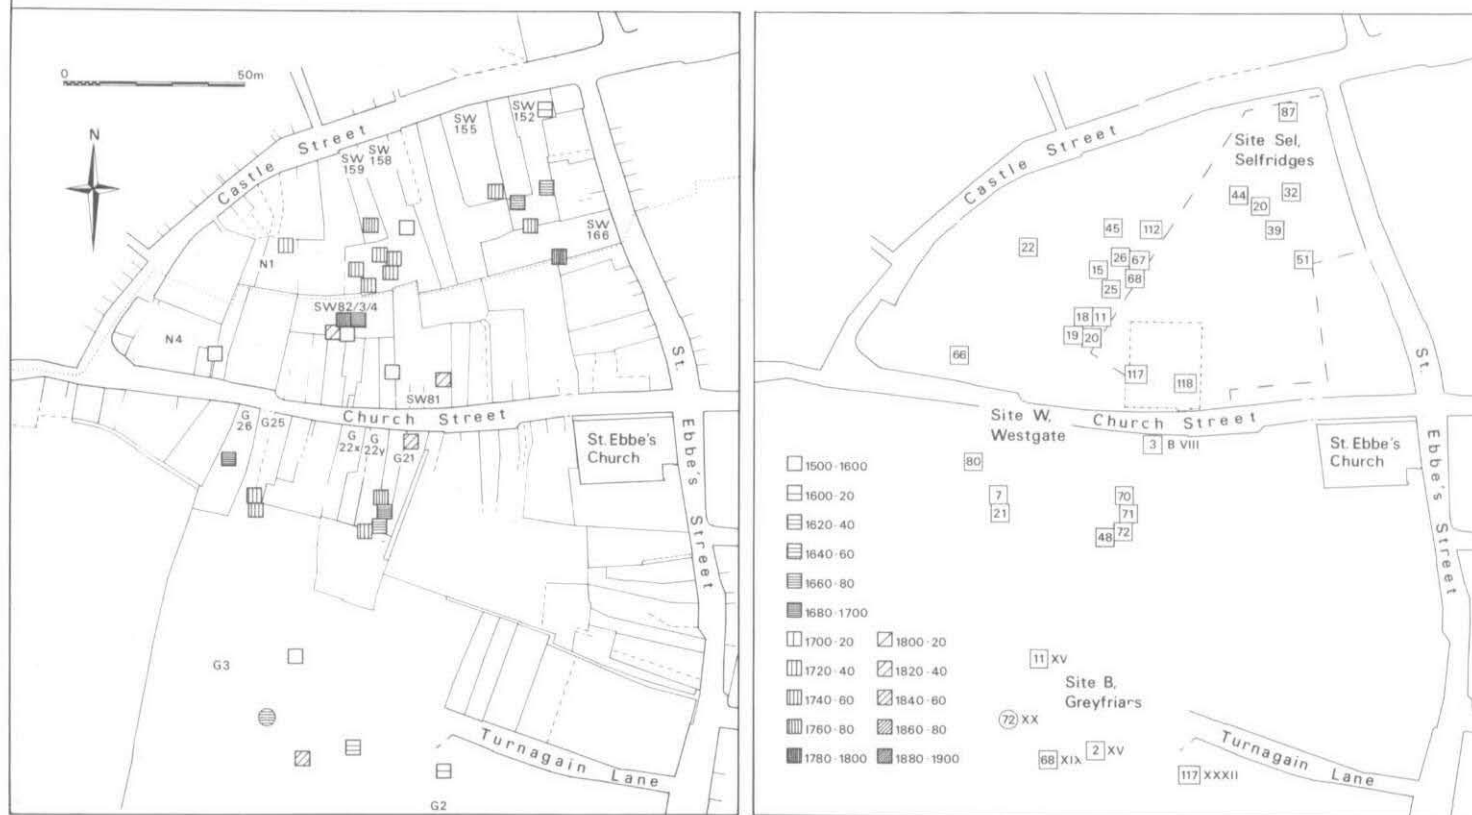 0 50m
N
Castle Street
SW
152
SW
155
SW
158
SW
159
SW
166
N1
SW82/3/4
N4
SW81
Church Street
G
26
G25
G
22x
G
22y
G21
St. Ebbe's
Church
St. Ebbe's Street
G3
G2
Turnagain Lane
Castle Street
87
Site Sel,
Selfridges
44
20
32
39
45
112
22
26
67
15
68
25
51
18
11
19
20
66
117
118
Site W,
Westgate
Church Street
3 B VIII
St. Ebbe's
Church
St. Ebbe's Street
80
7
21
70
71
72
48
1500-1600
1600-20
1620-40
1640-60
1660-80
1680-1700
1700-20
1720-40
1740-60
1760-80
1780-1800
1800-20
1820-40
1840-60
1860-80
1880-1900
11 XV
Site B,
Greyfriars
72 XX
68 XIX
2 XV
117 XXXII
Turnagain Lane